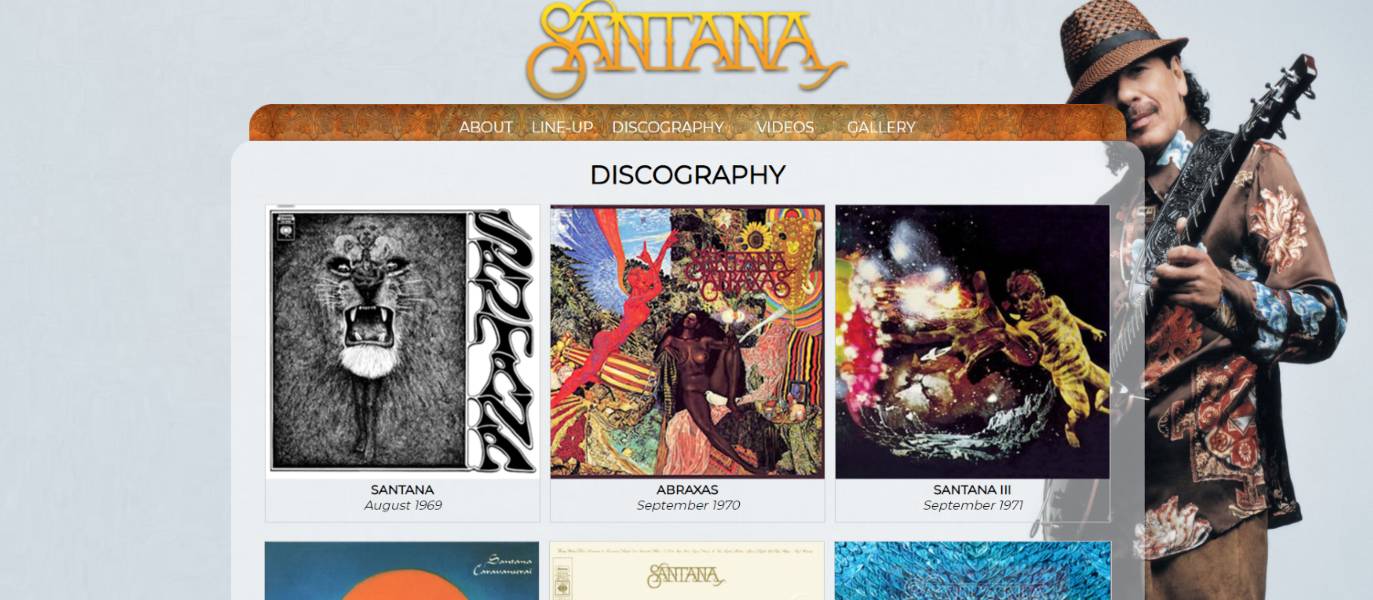 SANTANA
ABOUT LINE-UP DISCOGRAPHY VIDEOS GALLERY
DISCOGRAPHY
SANTANA
SANTANA
ABRAXAS
SANTANA
August 1969
ABRAXAS
September 1970
SANTANA III
September 1971
Santana
Caravanserai
SANTANA